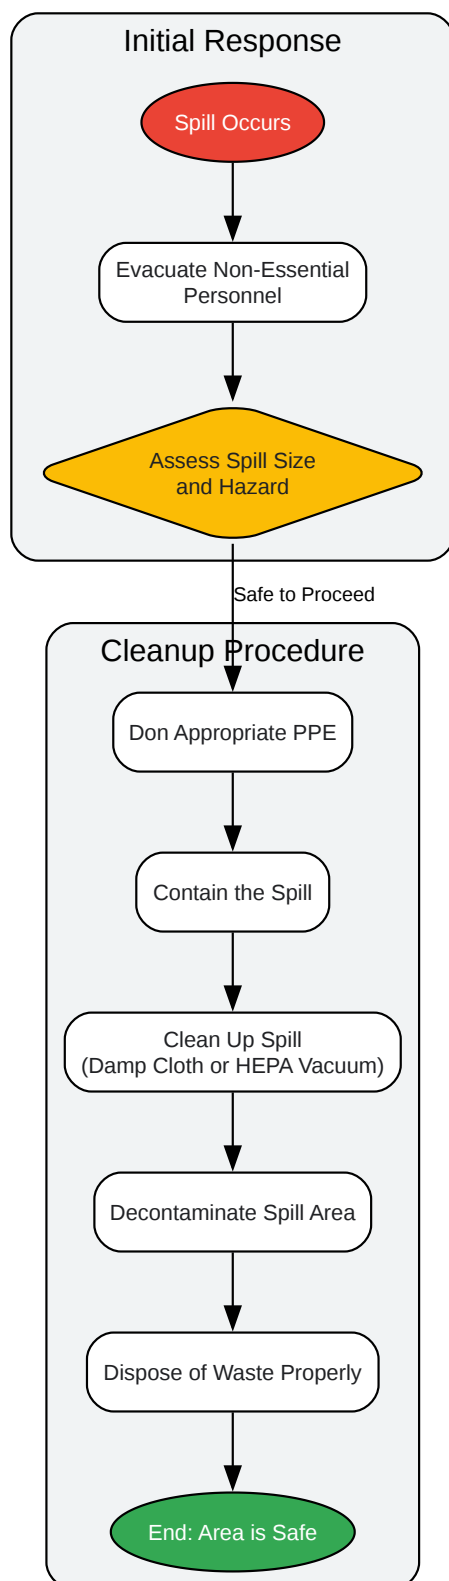 Initial Response
Spill Occurs
Evacuate Non-Essential
Personnel
Assess Spill Size
and Hazard
Safe to Proceed
Cleanup Procedure
Don Appropriate PPE
Contain the Spill
Clean Up Spill
(Damp Cloth or HEPA Vacuum)
Decontaminate Spill Area
Dispose of Waste Properly
End: Area is Safe